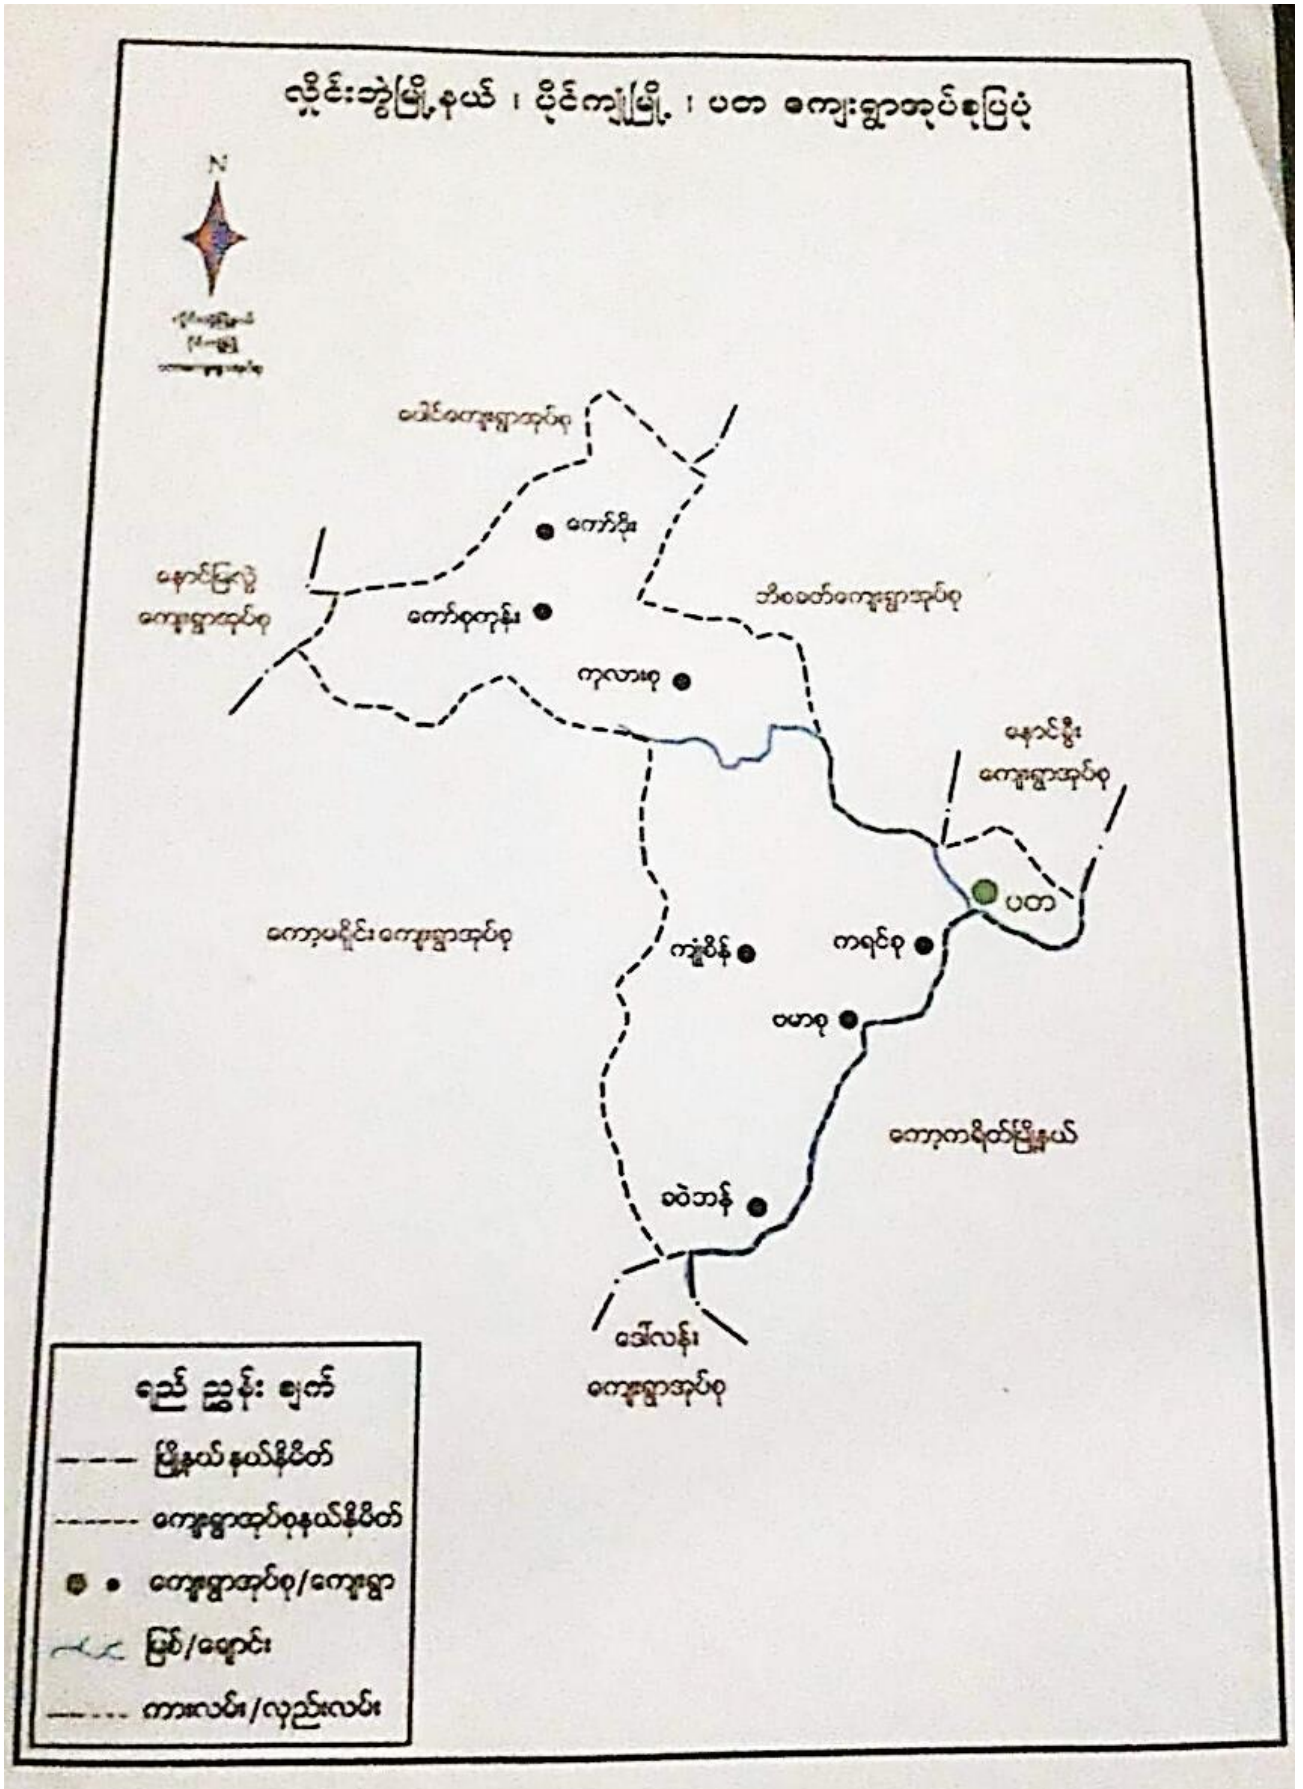 လှိုင်းဘွဲမြို့နယ် ၊ ပိုင်ကျုံမြို့ ၊ ပတ ကျေးရွာအုပ်စုပြပုံ
N
ပေါင်ကျေးရွာအုပ်စု
ကော်ဒိုး
နောင်မြလွဲ
ကျေးရွာအုပ်စု
ဘိစခတ်ကျေးရွာအုပ်စု
ကော်စုကုန်း
ကုလားစု
နောင်ဦး
ကျေးရွာအုပ်စု
ပတ
ကော့မရှိုင်းကျေးရွာအုပ်စု
ကျုံစိန်
ကရင်စု
ဗမာစု
ကော့ကရိတ်မြို့နယ်
ခဝဲဘန်
ဒေါ်လန်း
ကျေးရွာအုပ်စု
ရည် ညွှန်း ချက်
မြို့နယ်နယ်နိမိတ်
ကျေးရွာအုပ်စုနယ်နိမိတ်
ကျေးရွာအုပ်စု/ကျေးရွာ
မြစ်/ချောင်း
ကားလမ်း/လှည်းလမ်း